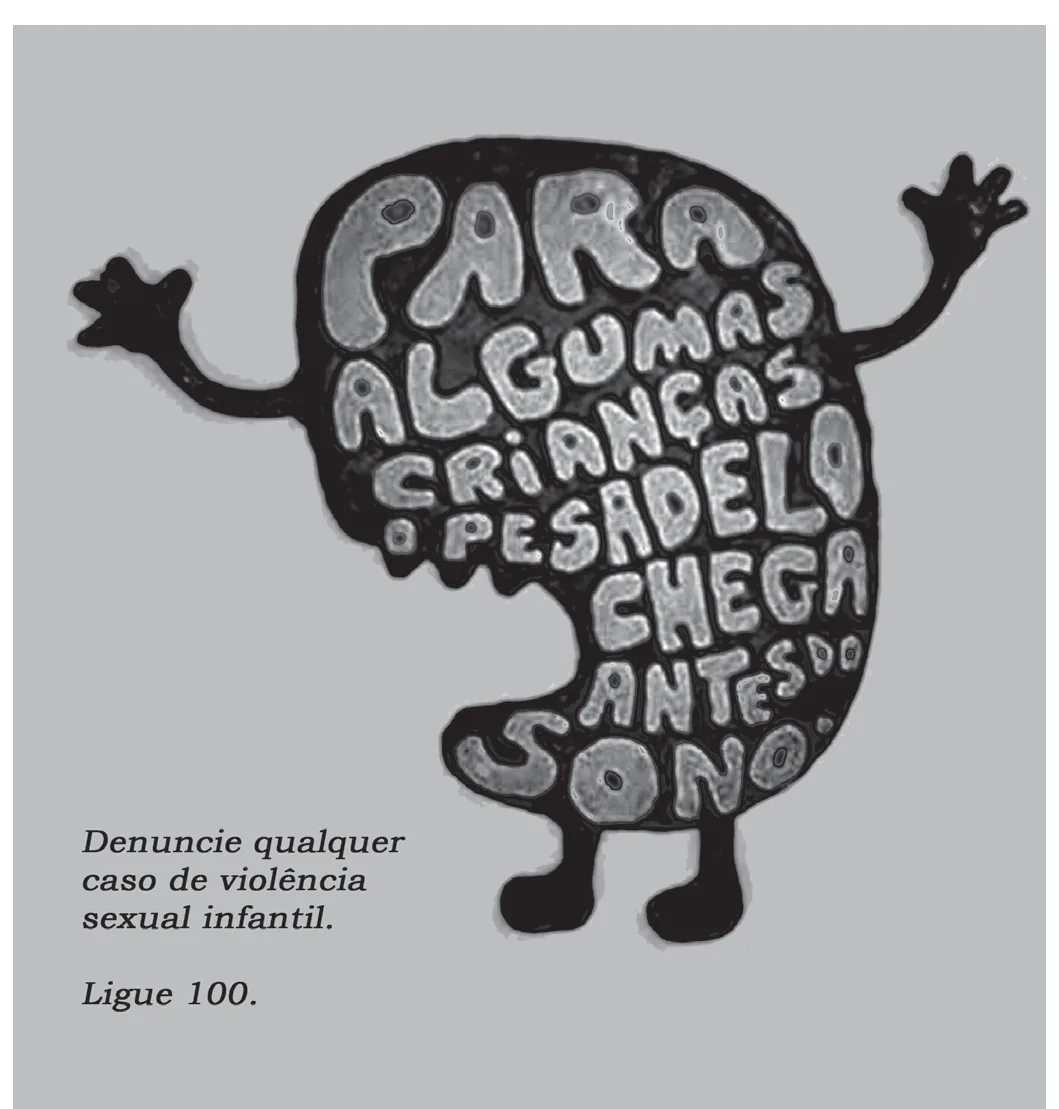 PARA
ALGUMAS
CRiANÇAS
O PESADELO
CHEGA
ANTES DO
SONO.
Denuncie qualquer
caso de violência
sexual infantil.
Ligue 100.